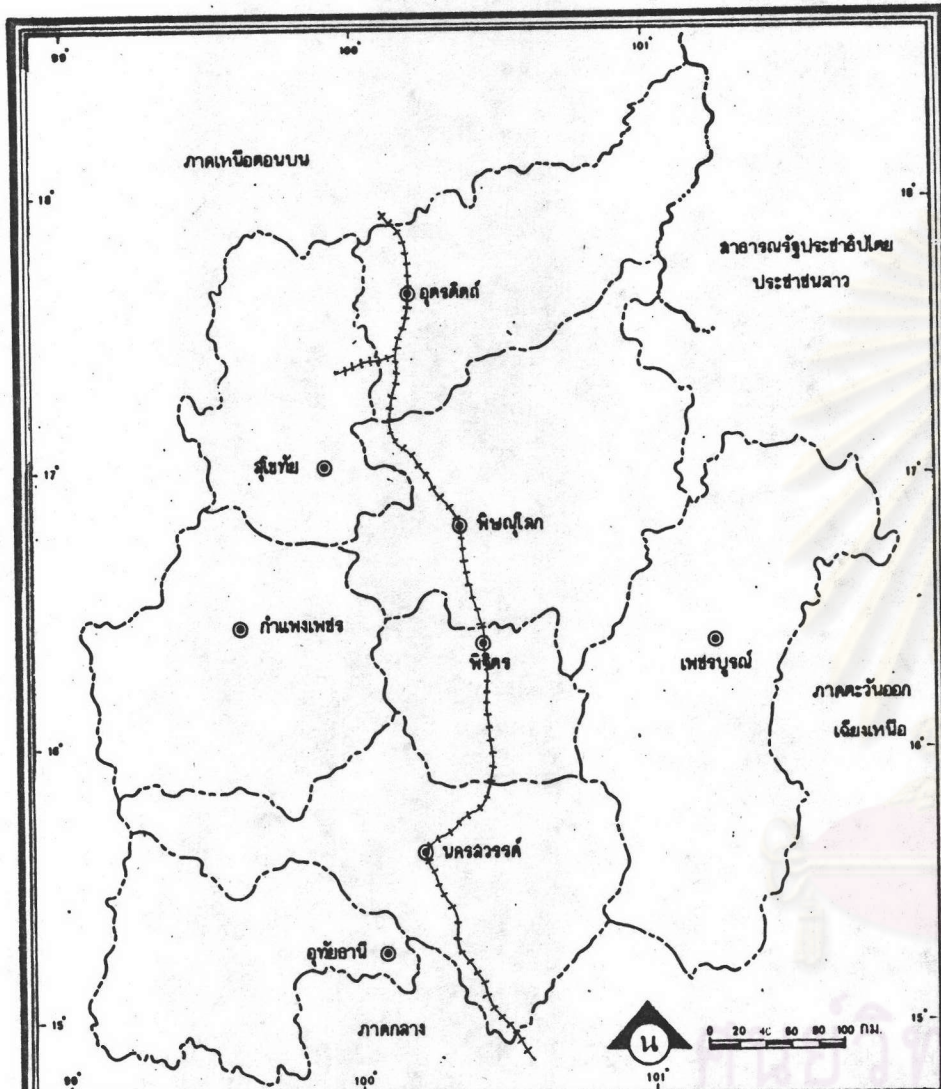 99°
100°
101°
ภาคเหนือตอนบน
18°
18°
สาธารณรัฐประชาธิปไตย
ประชาชนลาว
อุตรดิตถ์
17°
17°
สุโขทัย
พิษณุโลก
กำแพงเพชร
พิจิตร
เพชรบูรณ์
ภาคตะวันออก
เฉียงเหนือ
16°
16°
นครสวรรค์
อุทัยธานี
15°
15°
ภาคกลาง
น
0 20 40 60 80 100 กม.
99°
100°
101°